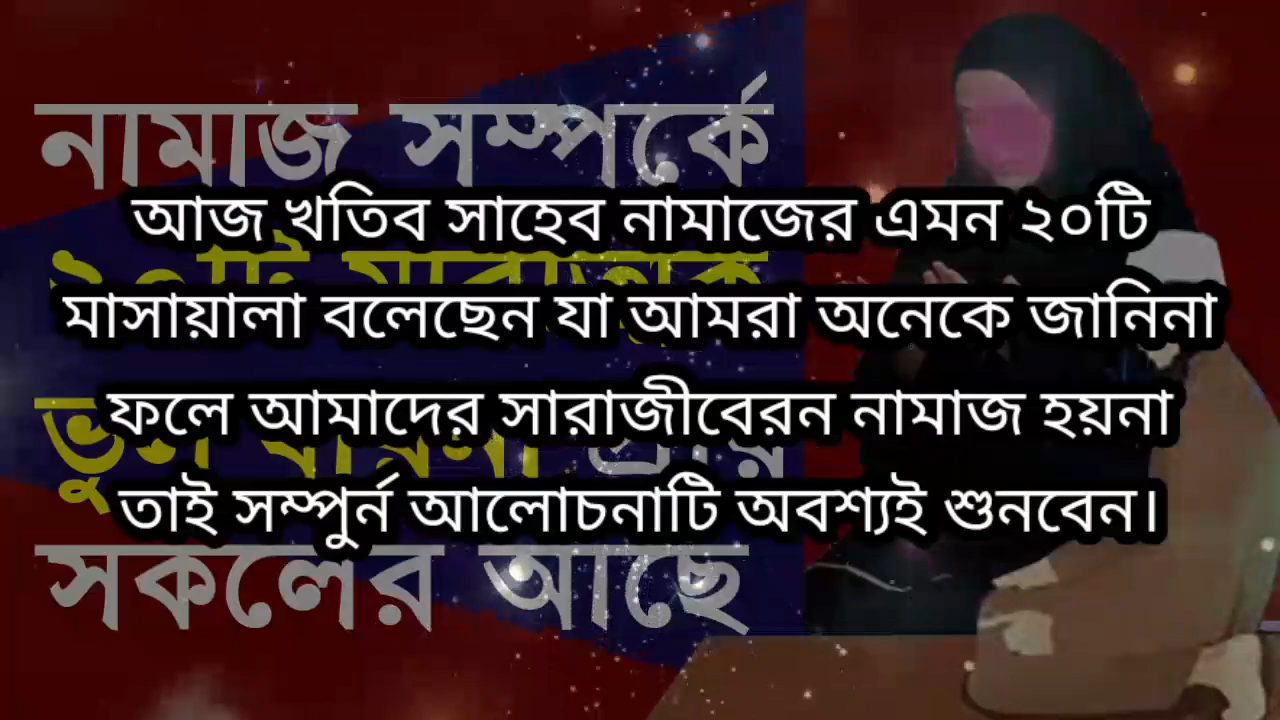 নামাজ সম্পর্কে
আজ খতিব সাহেব নামাজের এমন ২০টি
মাসায়ালা বলেছেন যা আমরা অনেকে জানিনা
ফলে আমাদের সারাজীবেরন নামাজ হয়না
তাই সম্পুর্ন আলোচনাটি অবশ্যই শুনবেন।
সকলের আছে